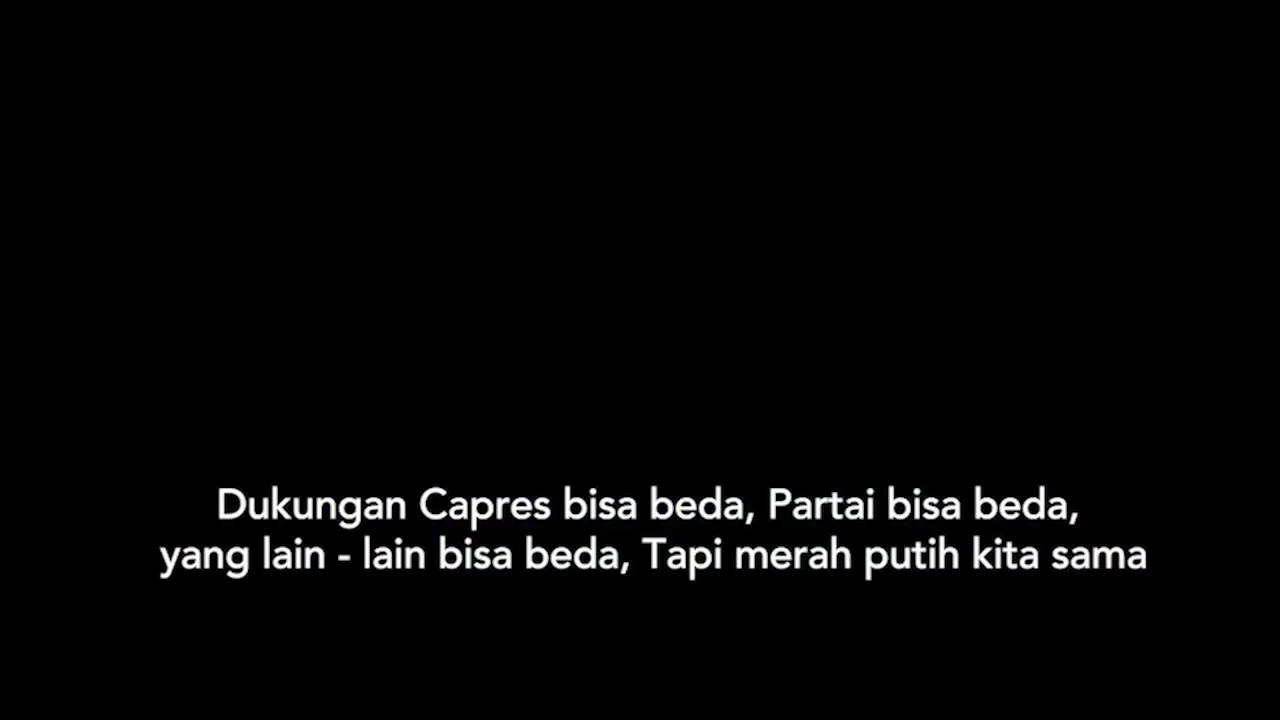 Dukungan Capres bisa beda, Partai bisa beda,
yang lain - lain bisa beda, Tapi merah putih kita sama